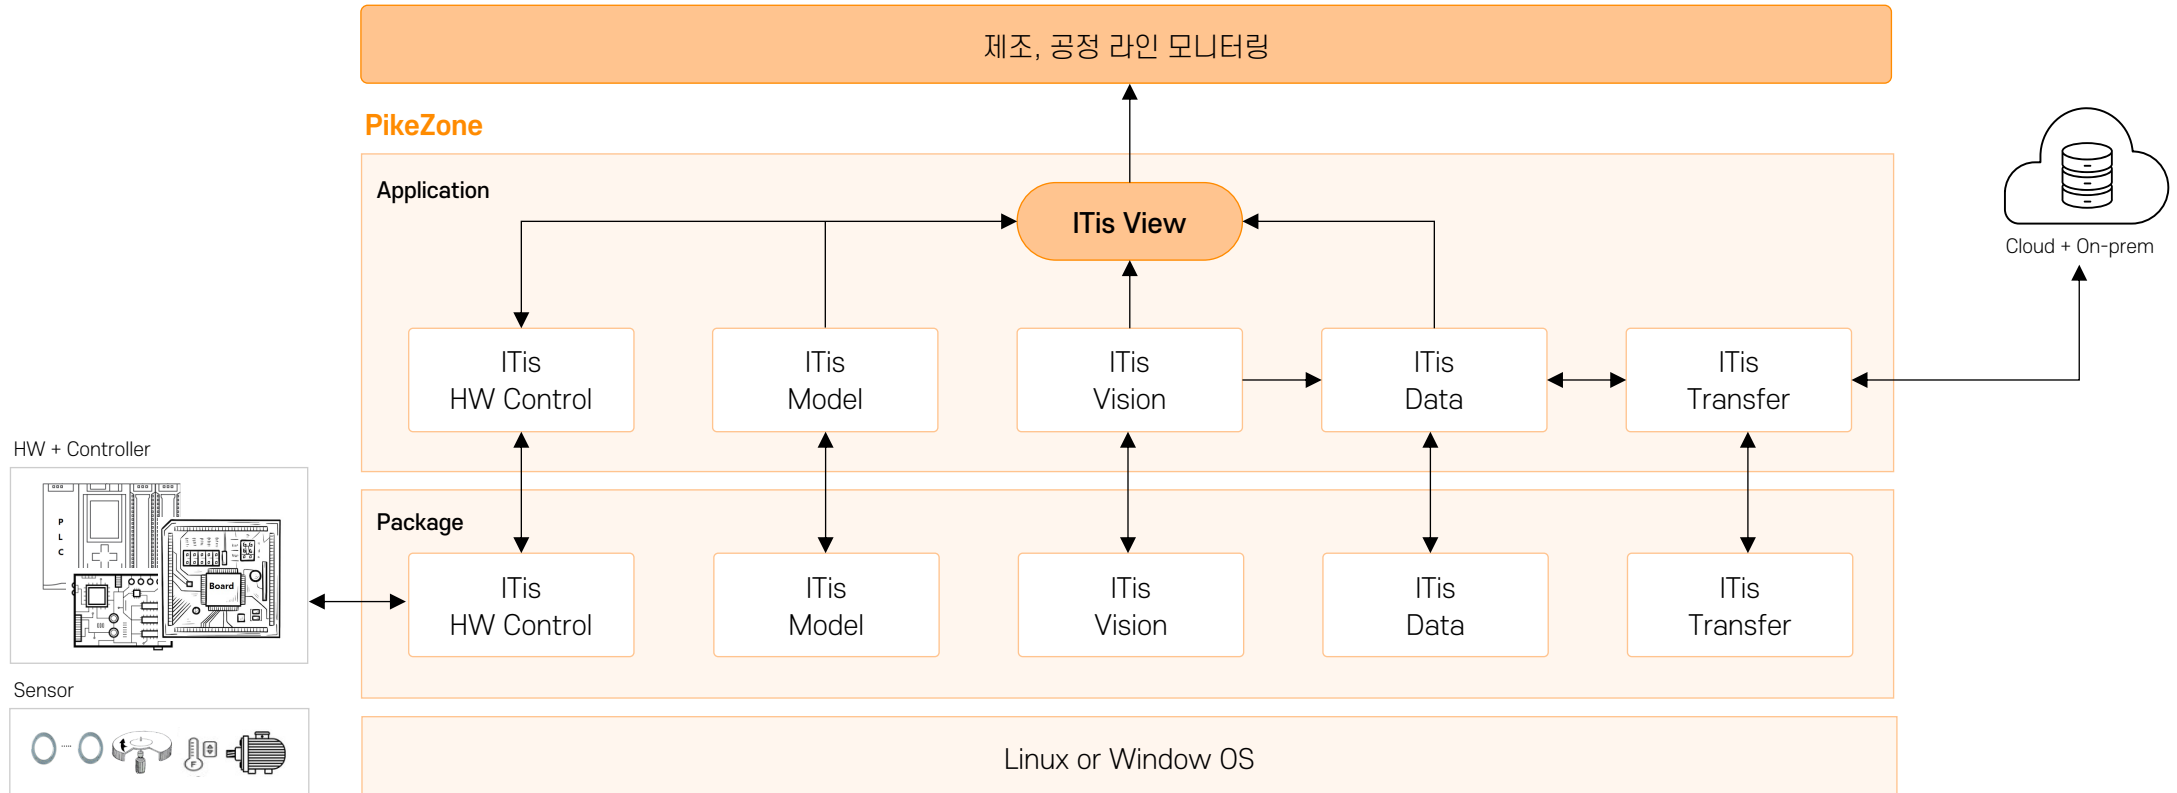 제조, 공정 라인 모니터링
PikeZone
Application
ITis View
Cloud + On-prem
ITis
HW Control
ITis
Model
ITis
Vision
ITis
Data
ITis
Transfer
HW + Controller
P
L
C
Board
Package
ITis
HW Control
ITis
Model
ITis
Vision
ITis
Data
ITis
Transfer
Sensor
F
Linux or Window OS